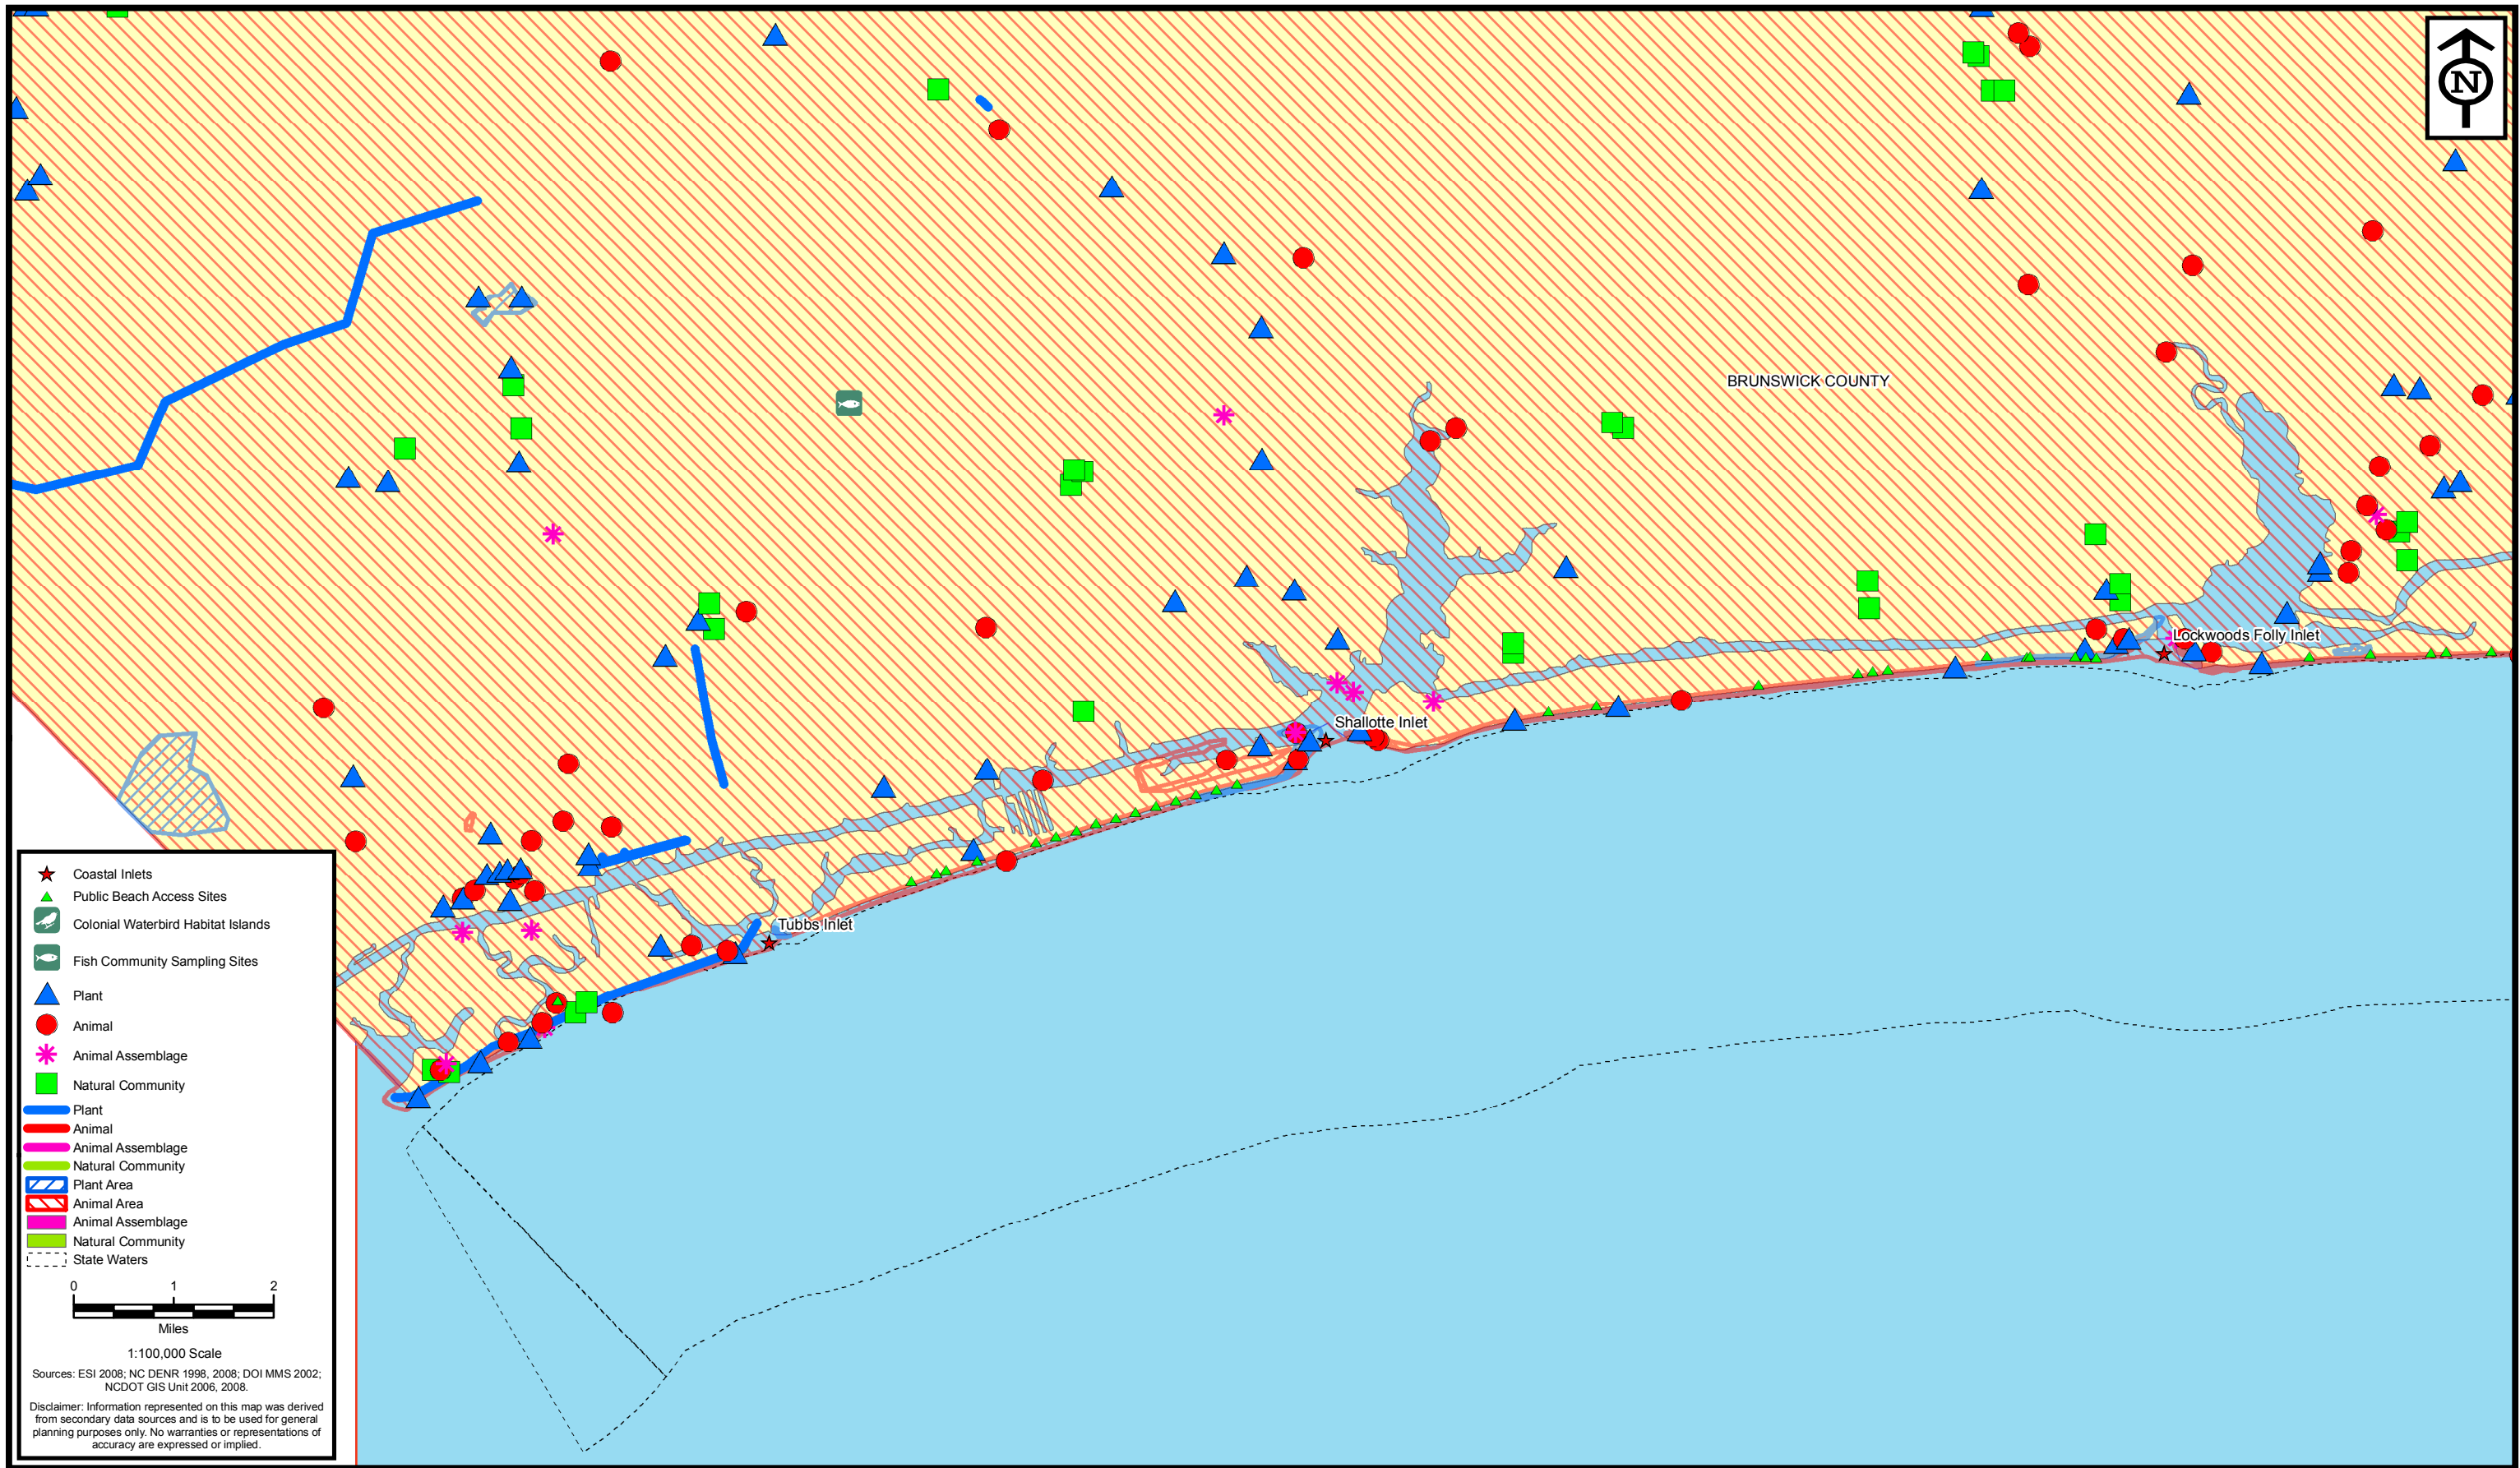 N
BRUNSWICK COUNTY
Lockwoods Folly Inlet
Shallotte Inlet
Tubbs Inlet
Coastal Inlets
Public Beach Access Sites
Colonial Waterbird Habitat Islands
Fish Community Sampling Sites
Plant
Animal
Animal Assemblage
Natural Community
Plant
Animal
Animal Assemblage
Natural Community
Plant Area
Animal Area
Animal Assemblage
Natural Community
State Waters
0 1 2
Miles
1:100,000 Scale
Sources: ESI 2008; NC DENR 1998, 2008; DOI MMS 2002;
NCDOT GIS Unit 2006, 2008.
Disclaimer: Information represented on this map was derived
from secondary data sources and is to be used for general
planning purposes only. No warranties or representations of
accuracy are expressed or implied.